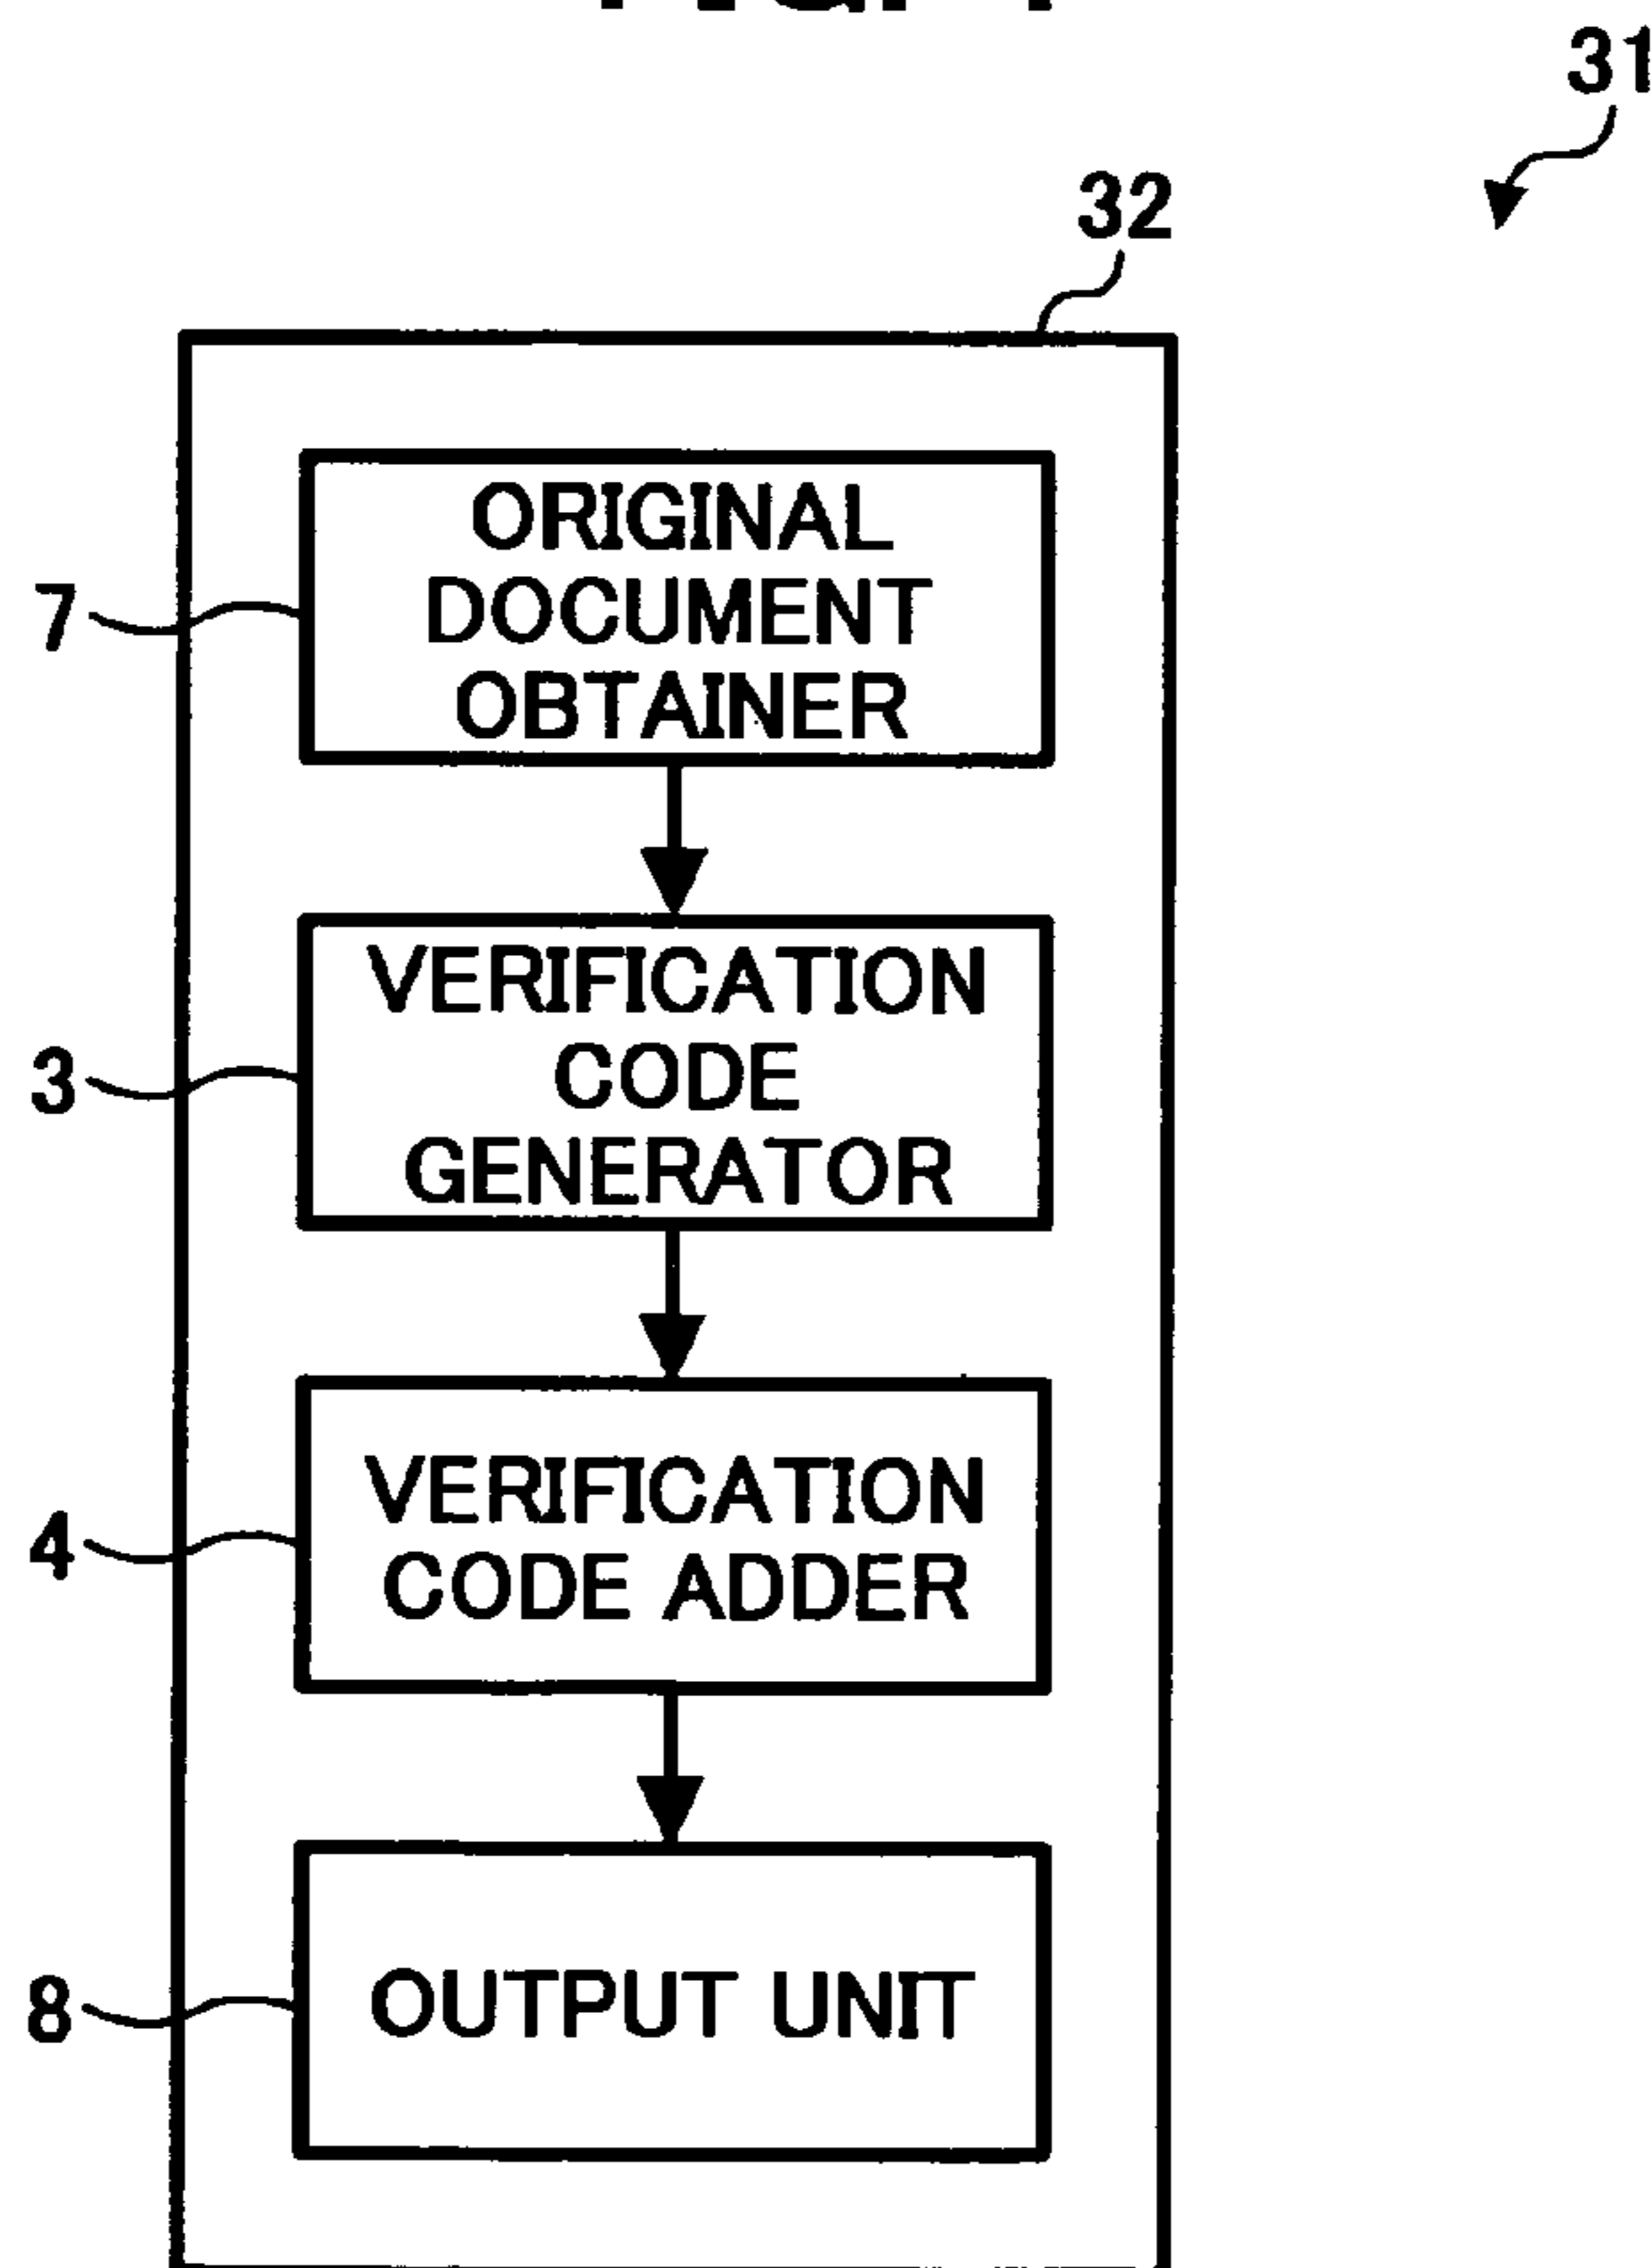 31
32
ORIGINAL
DOCUMENT
OBTAINER
7
VERIFICATION
CODE
GENERATOR
3
VERIFICATION
CODE ADDER
4
OUTPUT UNIT
8